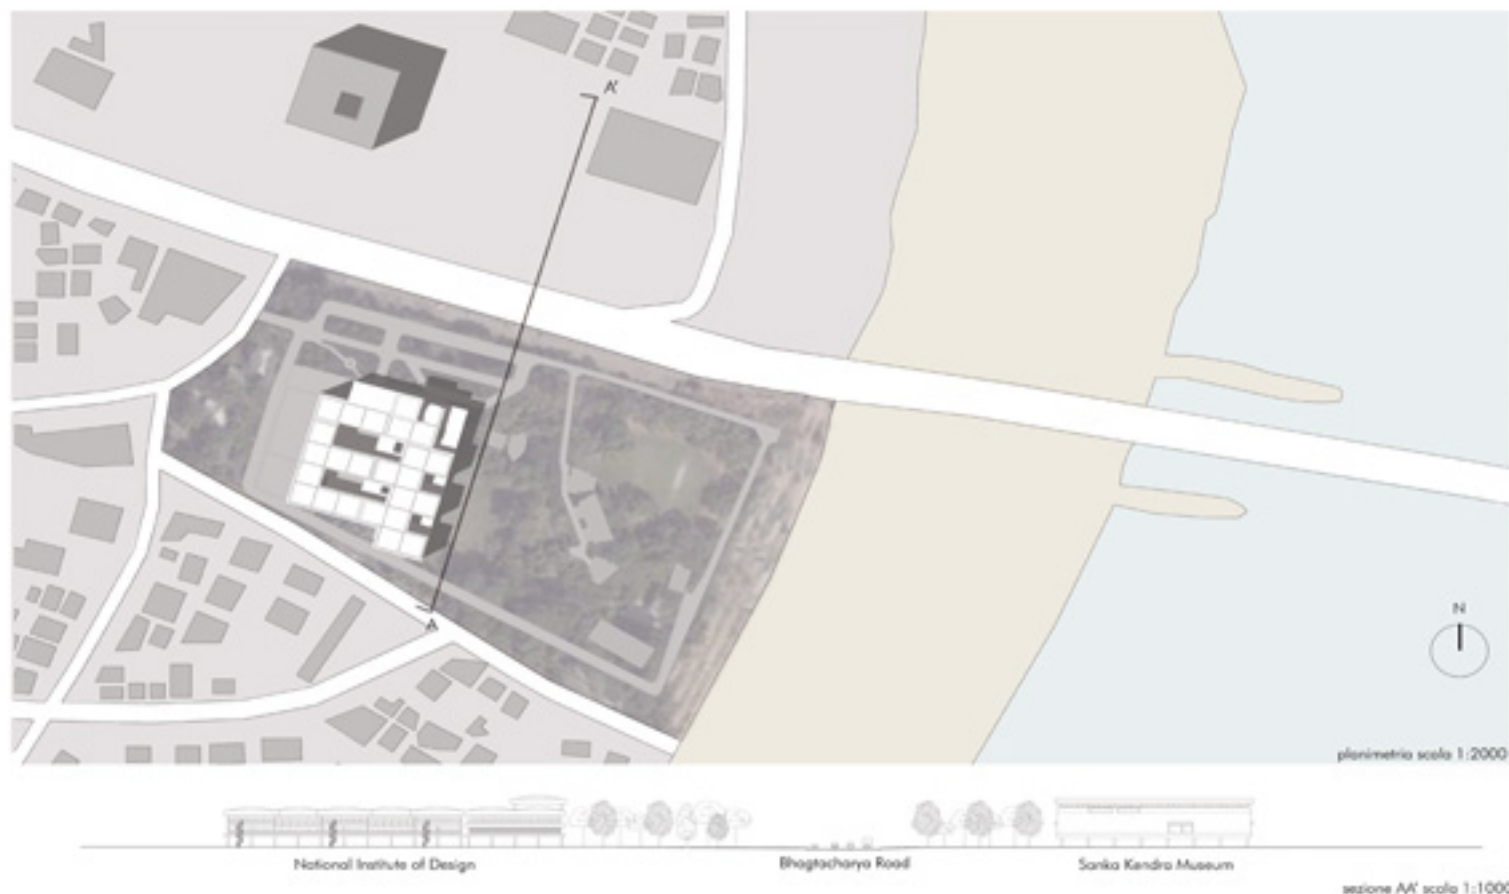 A'
A
N
planimetria scala 1:2000
National Institute of Design
Bhagtacharya Road
Sanka Kendra Museum
sezione AA' scala 1:1000